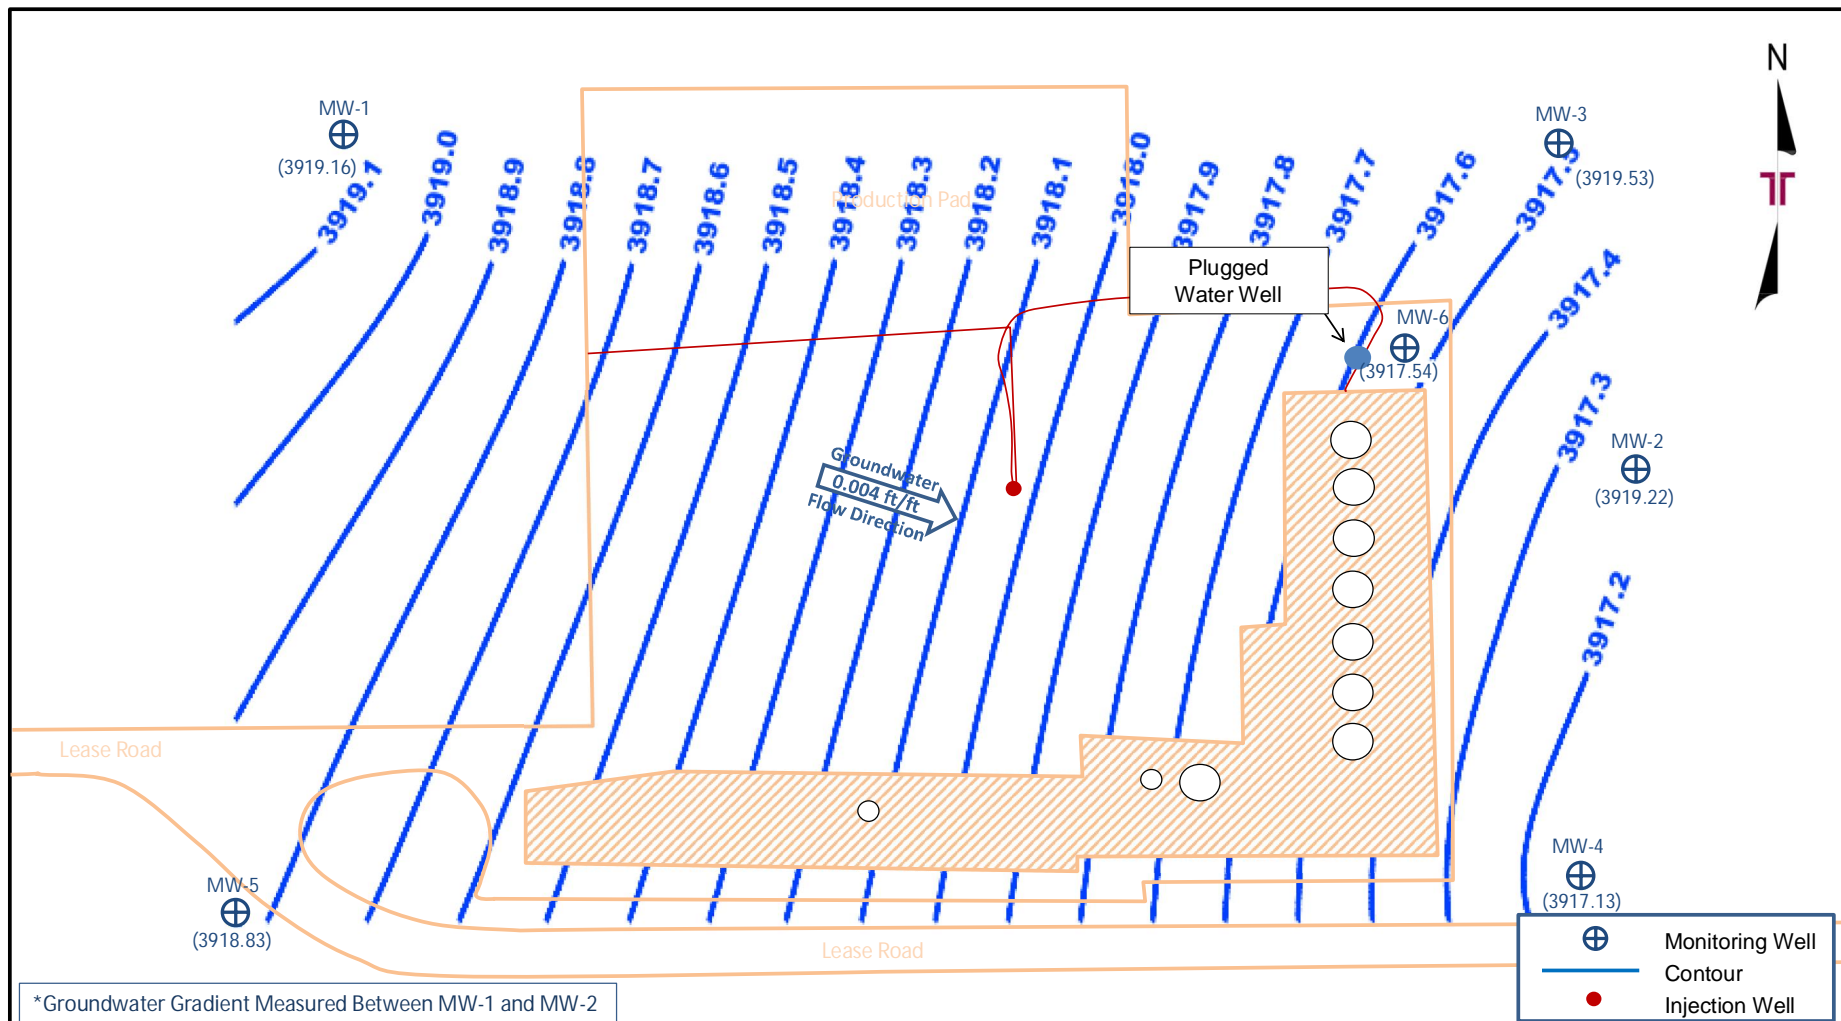 N
MW-1
(3919.16)
MW-3
(3919.53)
3919.1
3919.0
3918.9
3918.8
3918.7
3918.6
3918.5
3918.4
3918.3
3918.2
3918.1
3918.0
3917.9
3917.8
3917.7
3917.6
3917.5
3917.4
3917.3
3917.2
Production Pad
Plugged
Water Well
MW-6
(3917.54)
MW-2
(3919.22)
Groundwater
0.004 ft/ft
Flow Direction
Lease Road
MW-5
(3918.83)
MW-4
(3917.13)
Lease Road
Monitoring Well
Contour
Injection Well
*Groundwater Gradient Measured Between MW-1 and MW-2